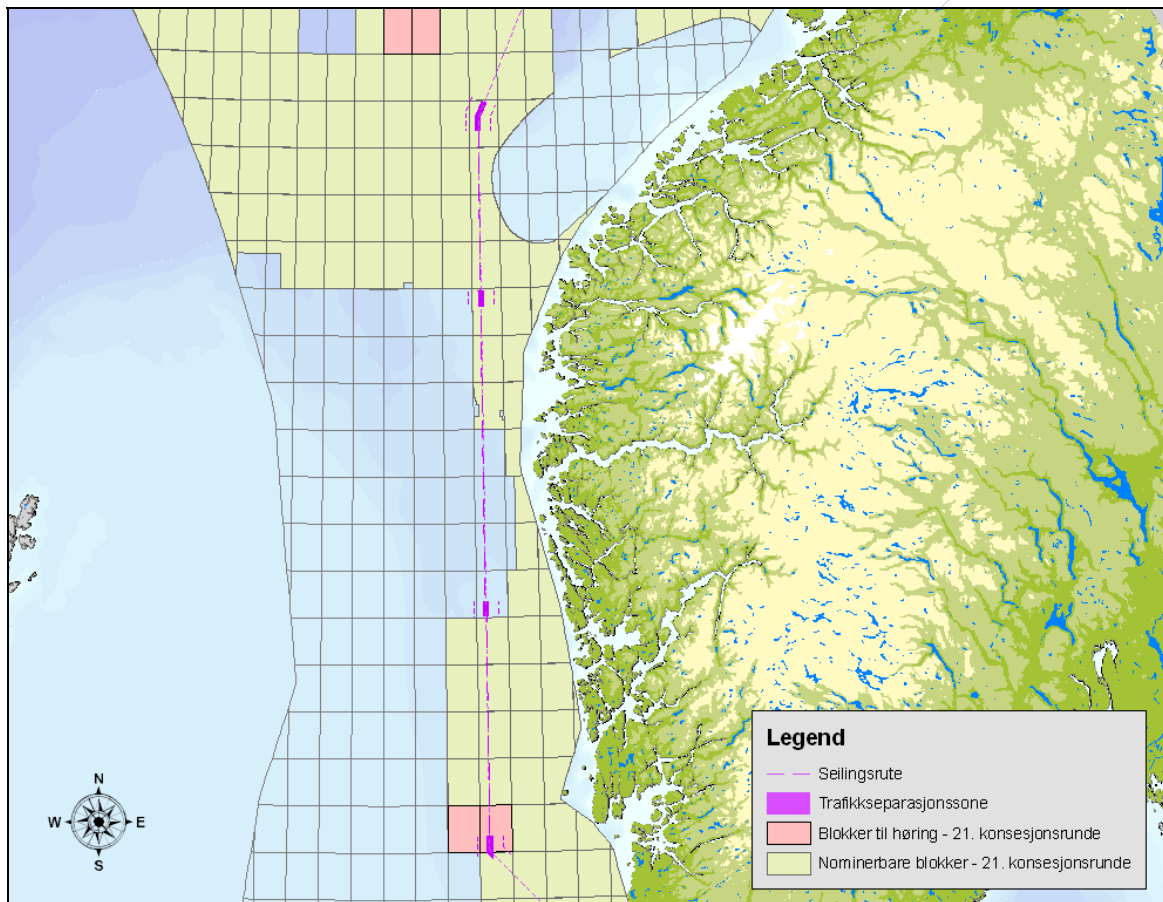 N
W E
S
Legend
Seilingsrute
Trafikkseparasjonssone
Blokker til høring - 21. konsesjonsrunde
Nominerbare blokker - 21. konsesjonsrunde